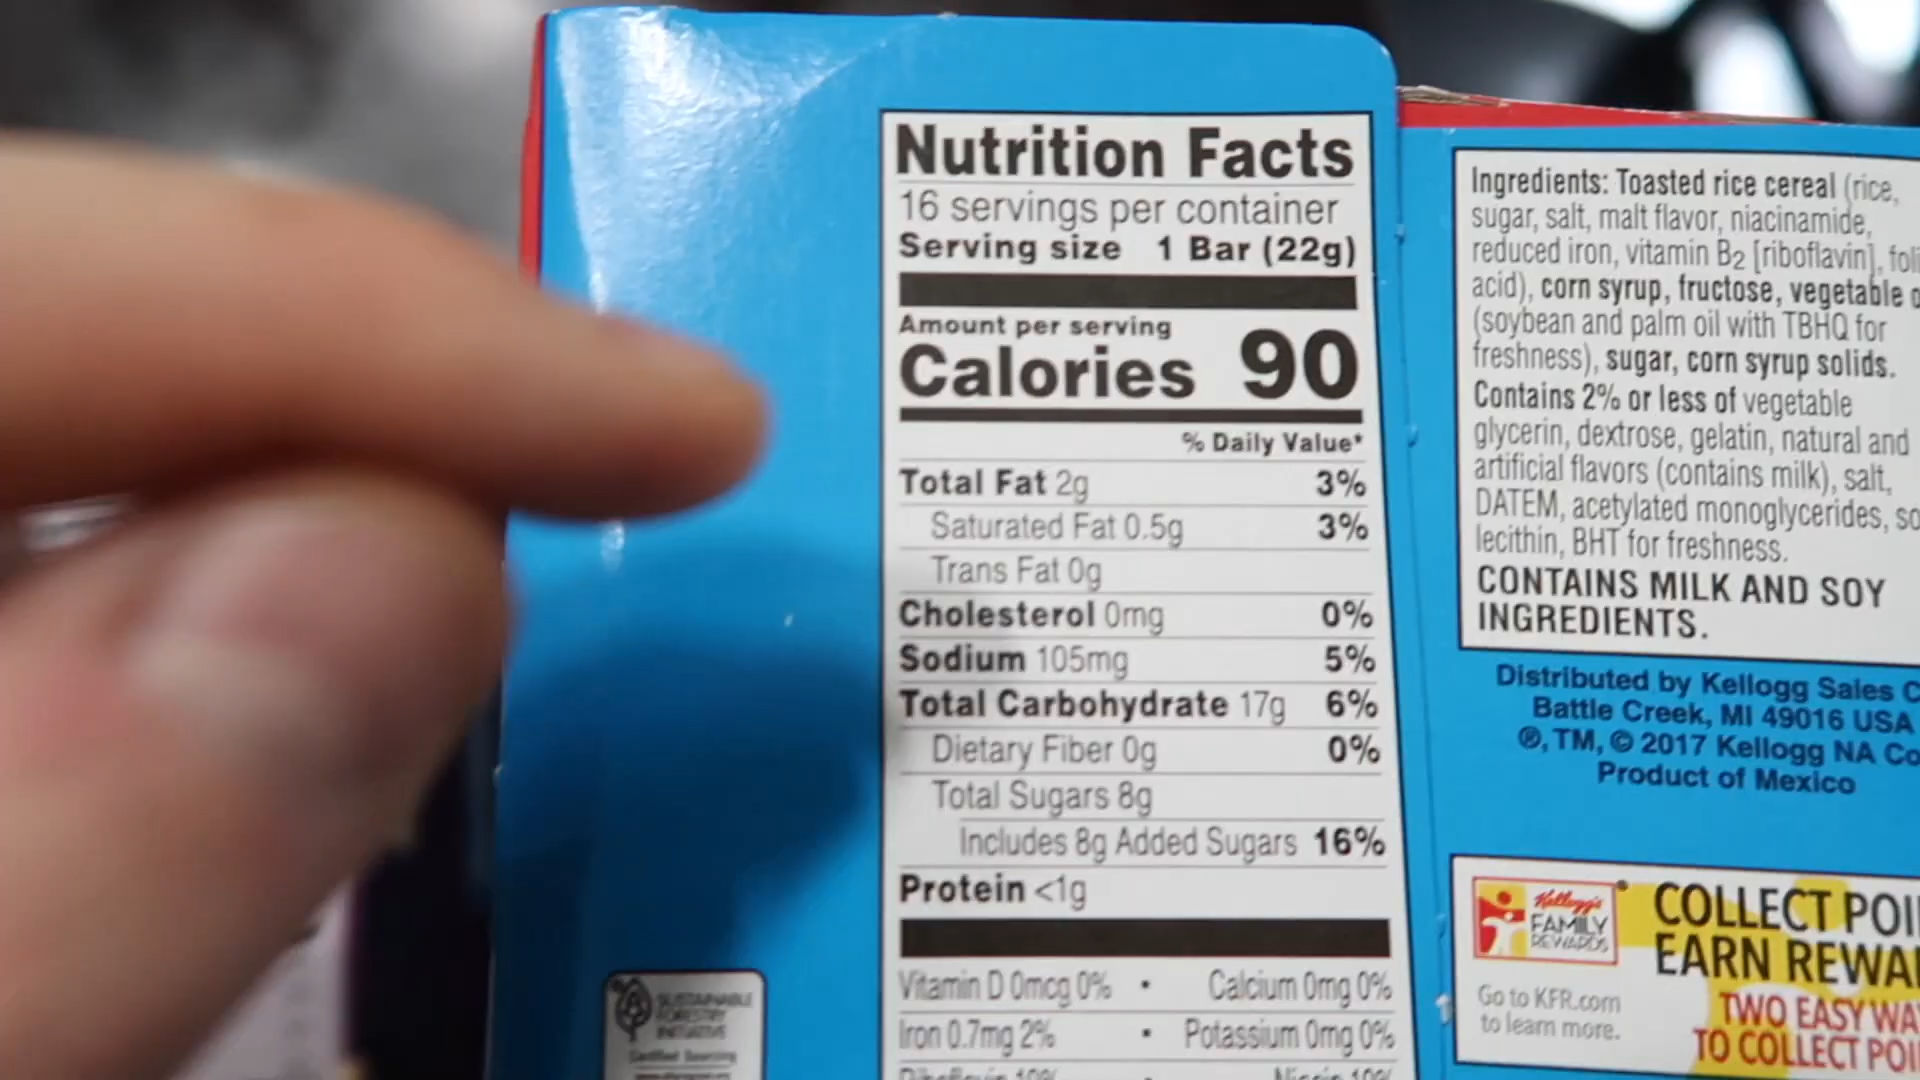 Nutrition Facts
16 servings per container
Serving size 1 Bar (22g)
Amount per serving
Calories 90
% Daily Value*
Total Fat 2g 3%
Saturated Fat 0.5g 3%
Trans Fat 0g
Cholesterol 0mg 0%
Sodium 105mg 5%
Total Carbohydrate 17g 6%
Dietary Fiber 0g 0%
Total Sugars 8g
Includes 8g Added Sugars 16%
Protein <1g
Vitamin D 0mcg 0% • Calcium 0mg 0%
Iron 0.7mg 2% • Potassium 0mg 0%
SUSTAINABLE
FORESTRY
INITIATIVE
Certified Sourcing
Ingredients: Toasted rice cereal (rice,
sugar, salt, malt flavor, niacinamide,
reduced iron, vitamin B2 [riboflavin],
acid), corn syrup, fructose, vegetable
(soybean and palm oil with TBHQ for
freshness), sugar, corn syrup solids.
Contains 2% or less of vegetable
glycerin, dextrose, gelatin, natural and
artificial flavors (contains milk), salt,
DATEM, acetylated monoglycerides,
lecithin, BHT for freshness.
CONTAINS MILK AND SOY
INGREDIENTS.
Distributed by Kellogg Sales
Battle Creek, MI 49016 USA
®, TM, © 2017 Kellogg NA
Product of Mexico
Kellogg's
FAMILY
REWARDS
Go to KFR.com
to learn more.
COLLECT
EARN
TWO EASY
TO COLLECT